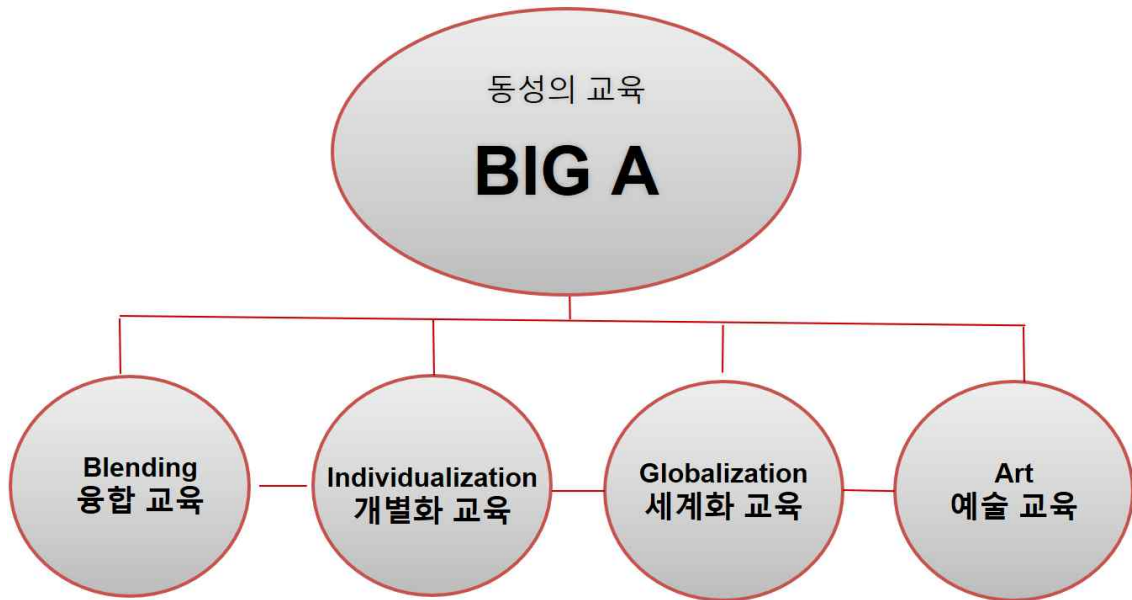 동성의 교육
BIG A
Blending
융합 교육
Individualization
개별화 교육
Globalization
세계화 교육
Art
예술 교육